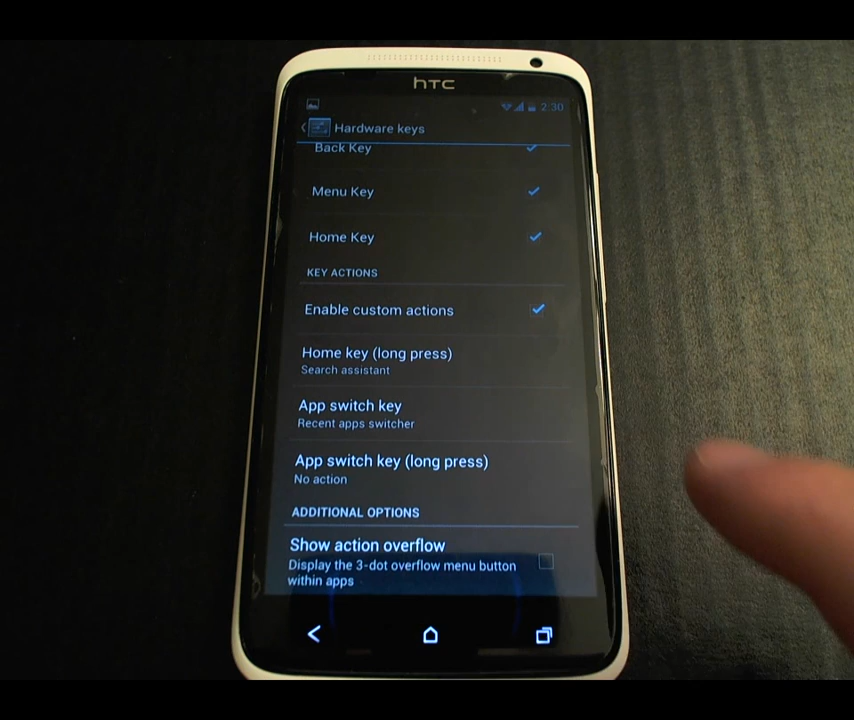 hTC
2:30
Hardware keys
Back Key
Menu Key
Home Key
KEY ACTIONS
Enable custom actions
Home key (long press)
Search assistant
App switch key
Recent apps switcher
App switch key (long press)
No action
ADDITIONAL OPTIONS
Show action overflow
Display the 3-dot overflow menu button
within apps